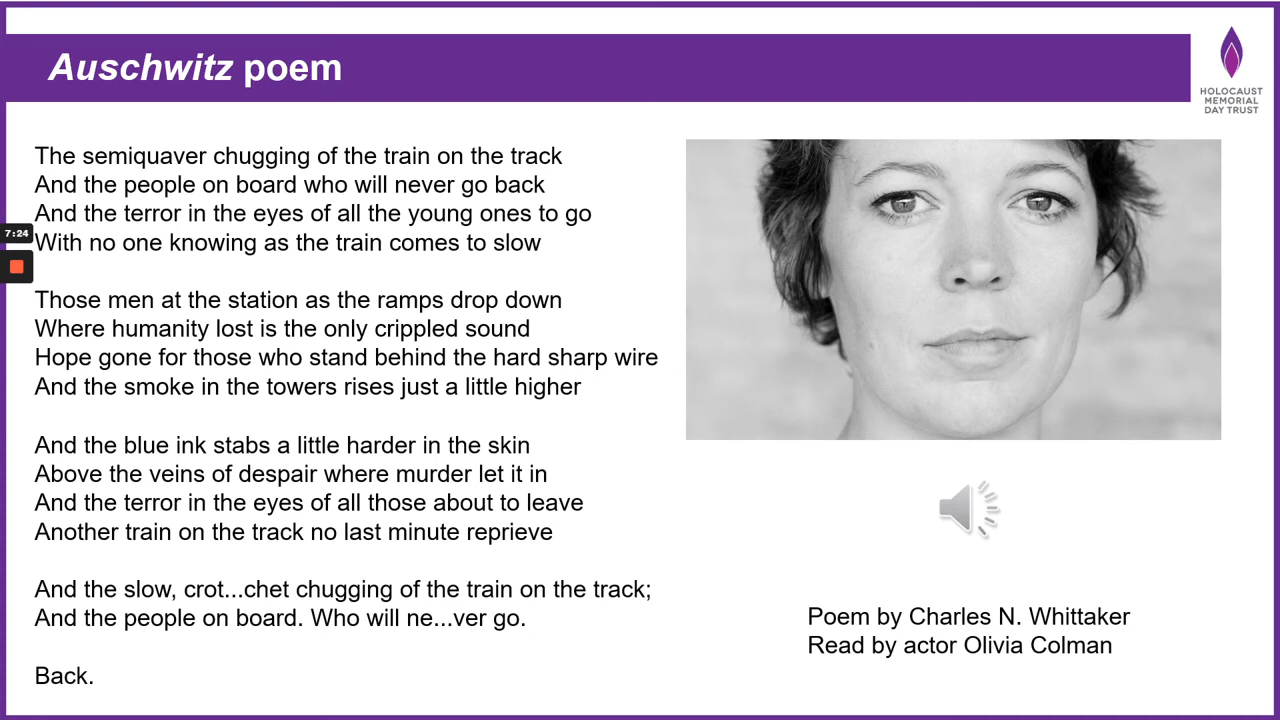 Auschwitz poem
HOLOCAUST
MEMORIAL
DAY TRUST
The semiquaver chugging of the train on the track
And the people on board who will never go back
And the terror in the eyes of all the young ones to go
With no one knowing as the train comes to slow
Those men at the station as the ramps drop down
Where humanity lost is the only crippled sound
Hope gone for those who stand behind the hard sharp wire
And the smoke in the towers rises just a little higher
And the blue ink stabs a little harder in the skin
Above the veins of despair where murder let it in
And the terror in the eyes of all those about to leave
Another train on the track no last minute reprieve
And the slow, crot...chet chugging of the train on the track;
And the people on board. Who will ne...ver go.
Back.
7:24
Poem by Charles N. Whittaker
Read by actor Olivia Colman